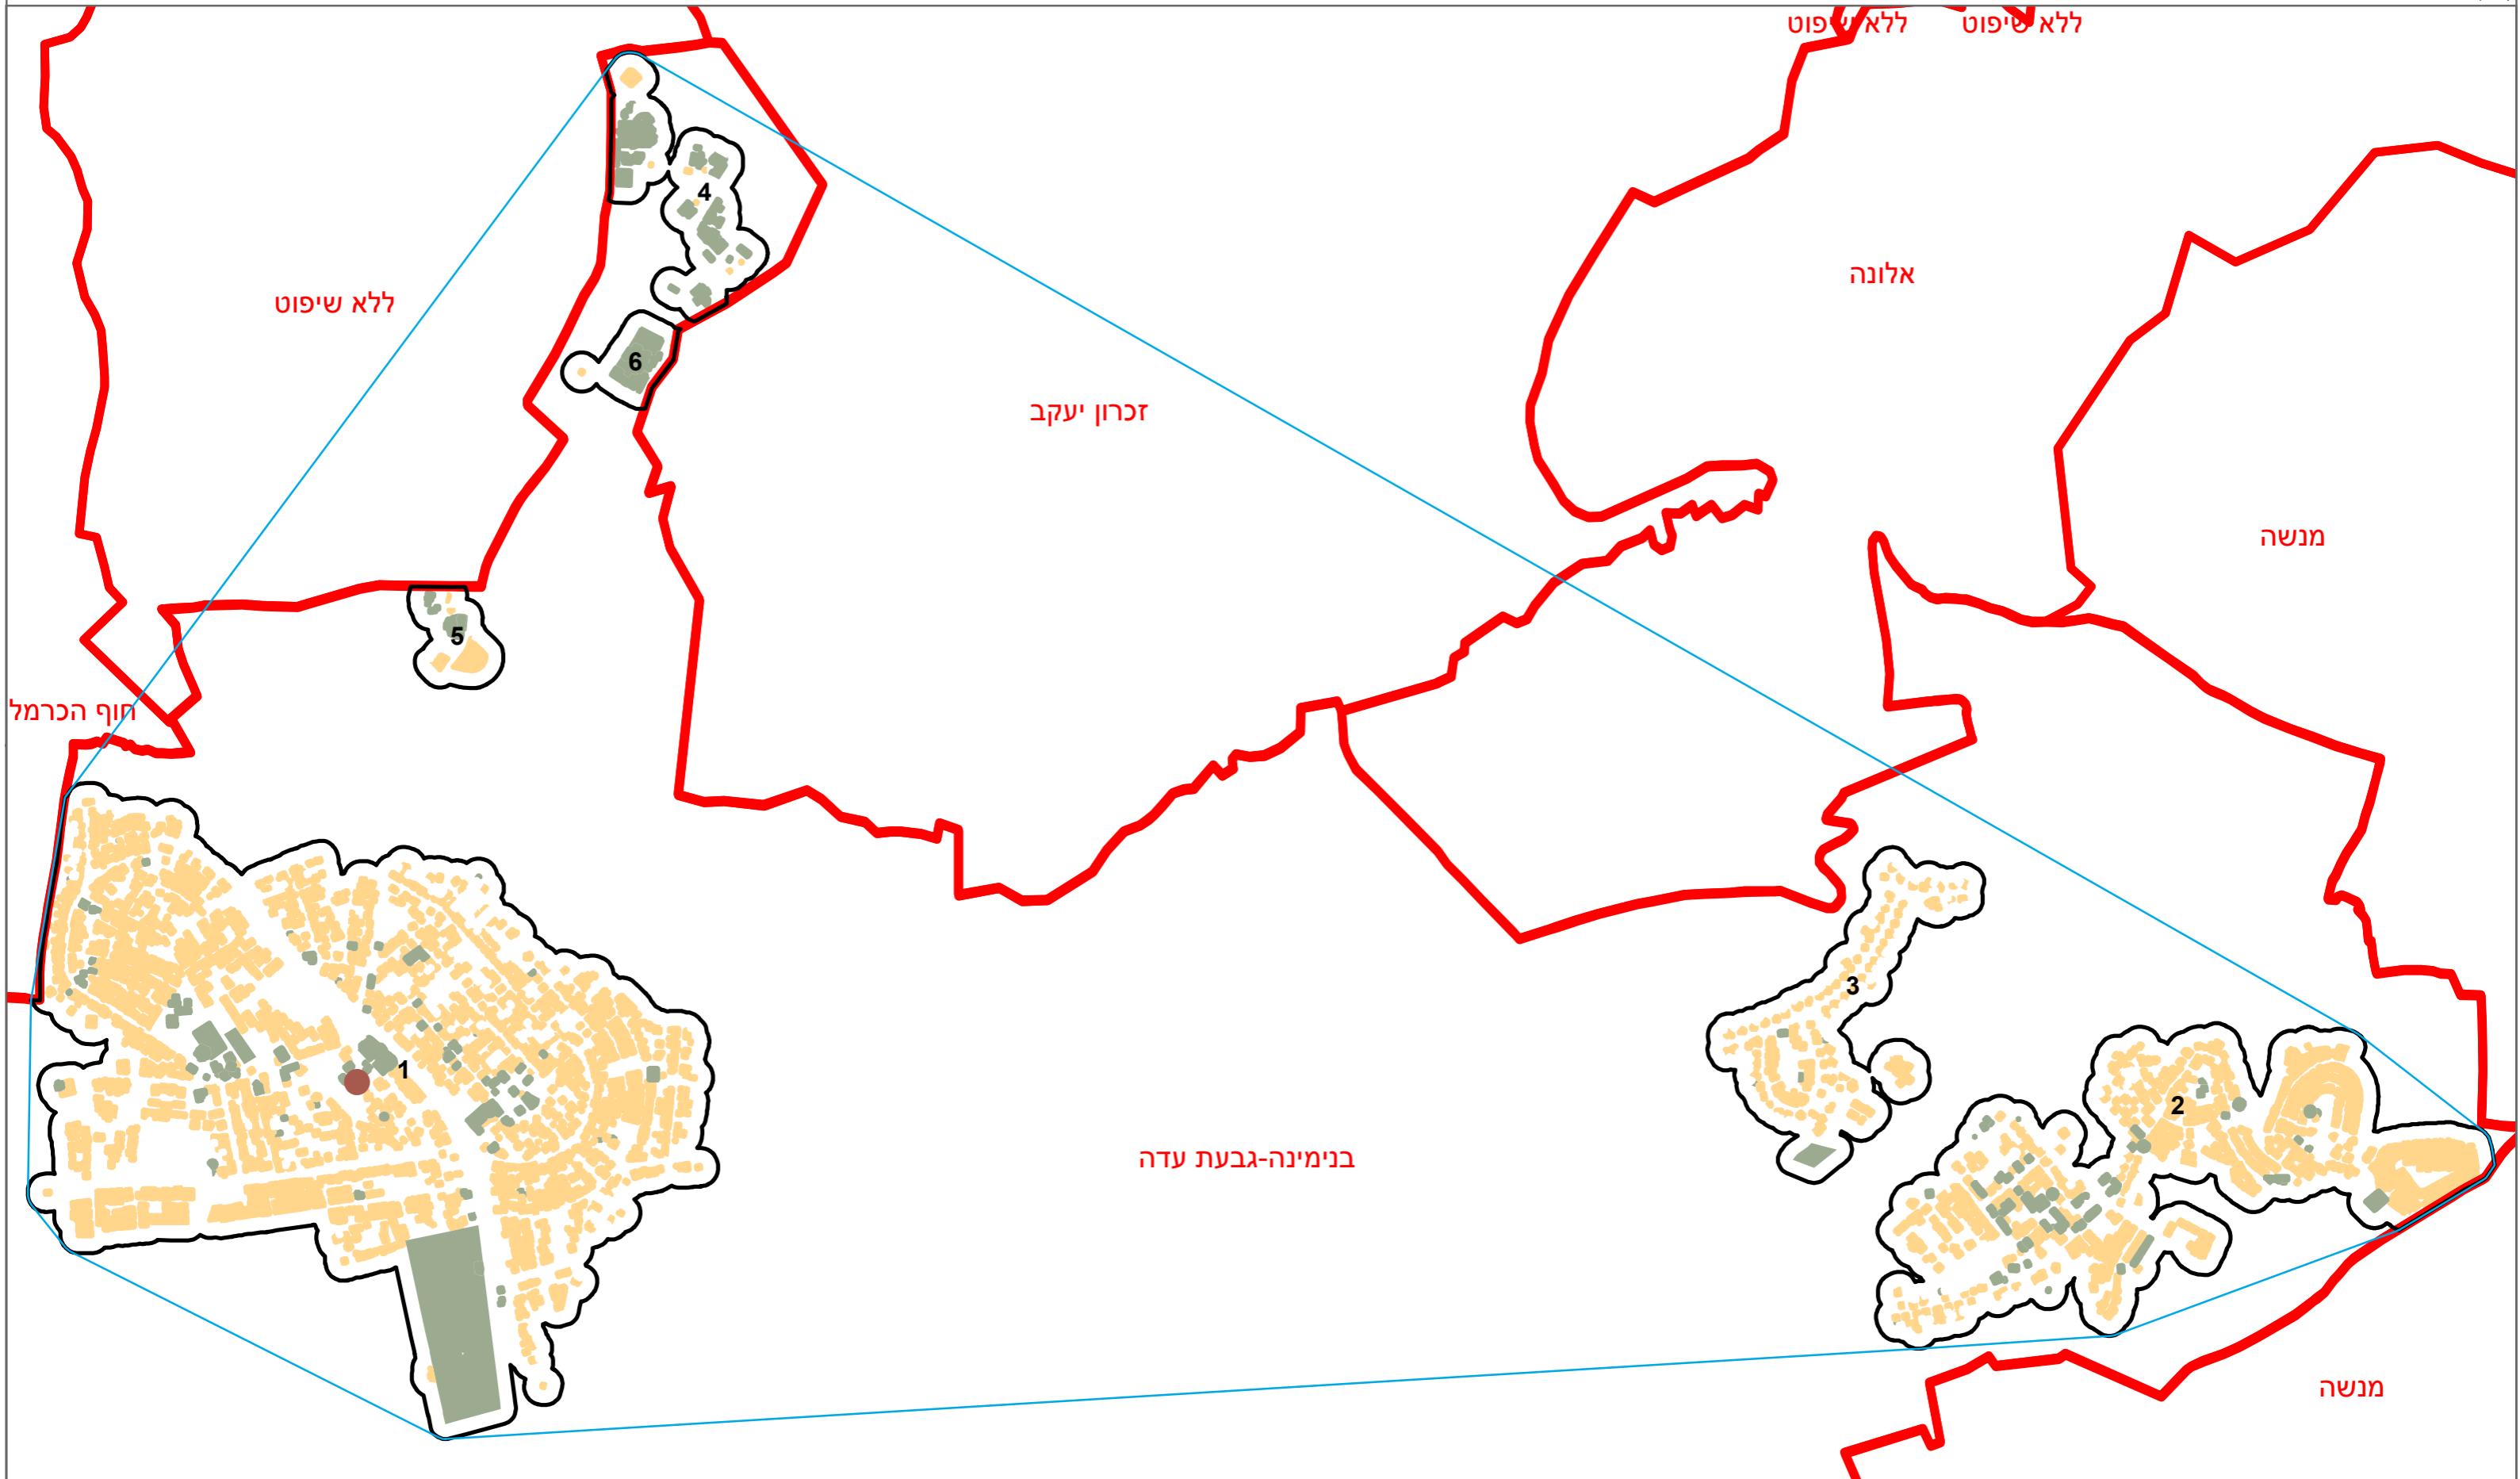 ללא שיפוט
ללא שיפוט
אלונה
ללא שיפוט
4
6
זכרון יעקב
מנשה
5
חוף הכרמל
3
1
2
בנימינה-גבעת עדה
מנשה